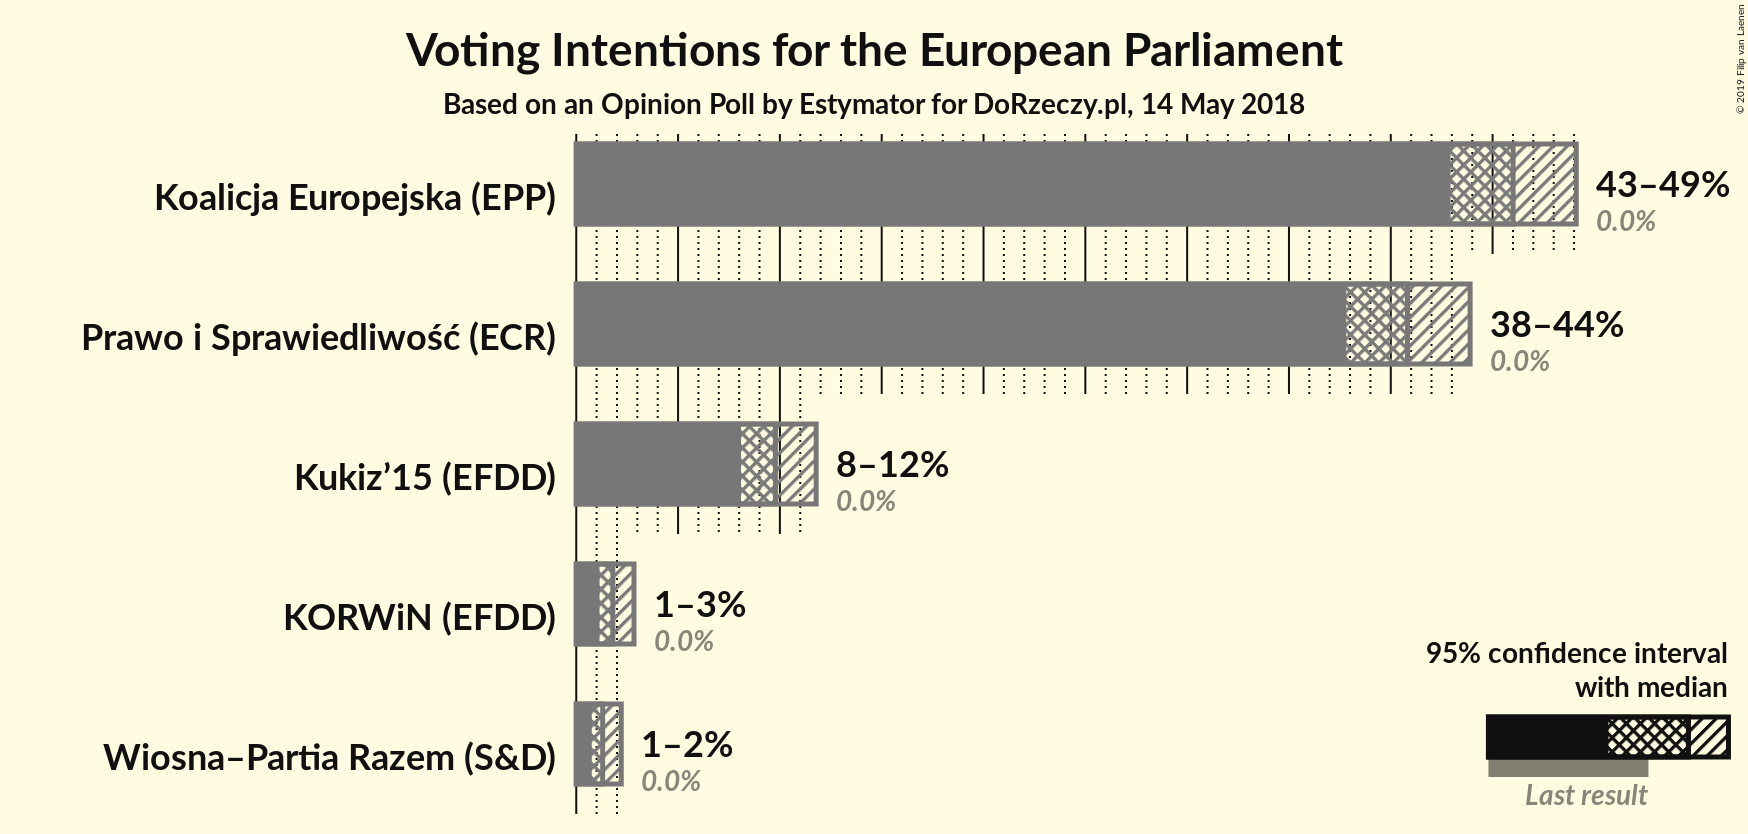 Voting Intentions for the European Parliament
Based on an Opinion Poll by Estymator for DoRzeczy.pl, 14 May 2018
© 2019 Filip van Laenen
Koalicja Europejska (EPP)
43–49%
0.0%
Prawo i Sprawiedliwość (ECR)
38–44%
0.0%
Kukiz’15 (EFDD)
8–12%
0.0%
KORWiN (EFDD)
1–3%
0.0%
Wiosna–Partia Razem (S&D)
1–2%
0.0%
95% confidence interval
with median
Last result